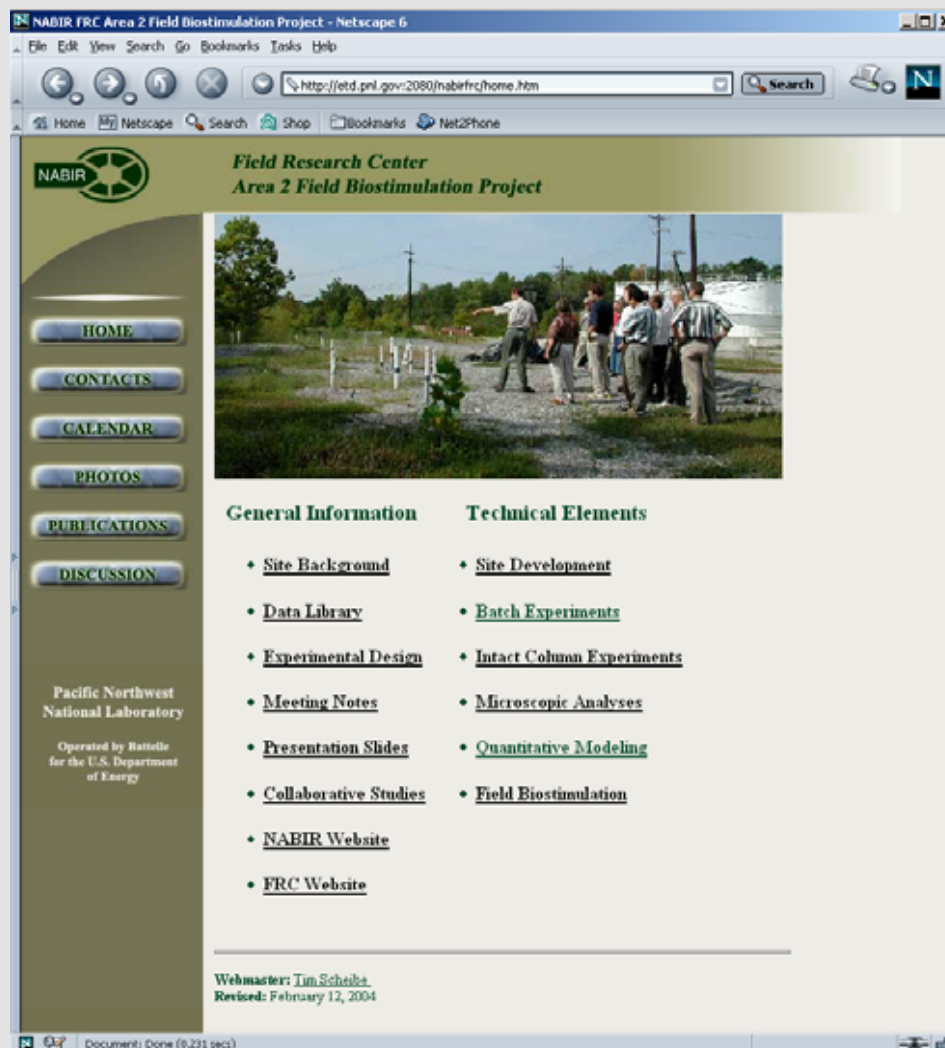 NABIR FRC Area 2 Field Biostimulation Project - Netscape 6
File Edit View Search Go Bookmarks Tasks Help
http://etd.pnl.gov:2080/nabirfrc/home.htm
Search
N
Home My Netscape Search Shop Bookmarks Net2Phone
NABIR
Field Research Center
Area 2 Field Biostimulation Project
HOME
CONTACTS
CALENDAR
PHOTOS
PUBLICATIONS
DISCUSSION
Pacific Northwest
National Laboratory
Operated by Battelle
for the U.S. Department
of Energy
General Information
Site Background
Data Library
Experimental Design
Meeting Notes
Presentation Slides
Collaborative Studies
NABIR Website
FRC Website
Technical Elements
Site Development
Batch Experiments
Intact Column Experiments
Microscopic Analyses
Quantitative Modeling
Field Biostimulation
Webmaster: Tim Scheibe
Revised: February 12, 2004
Document: Done (0.231 secs)